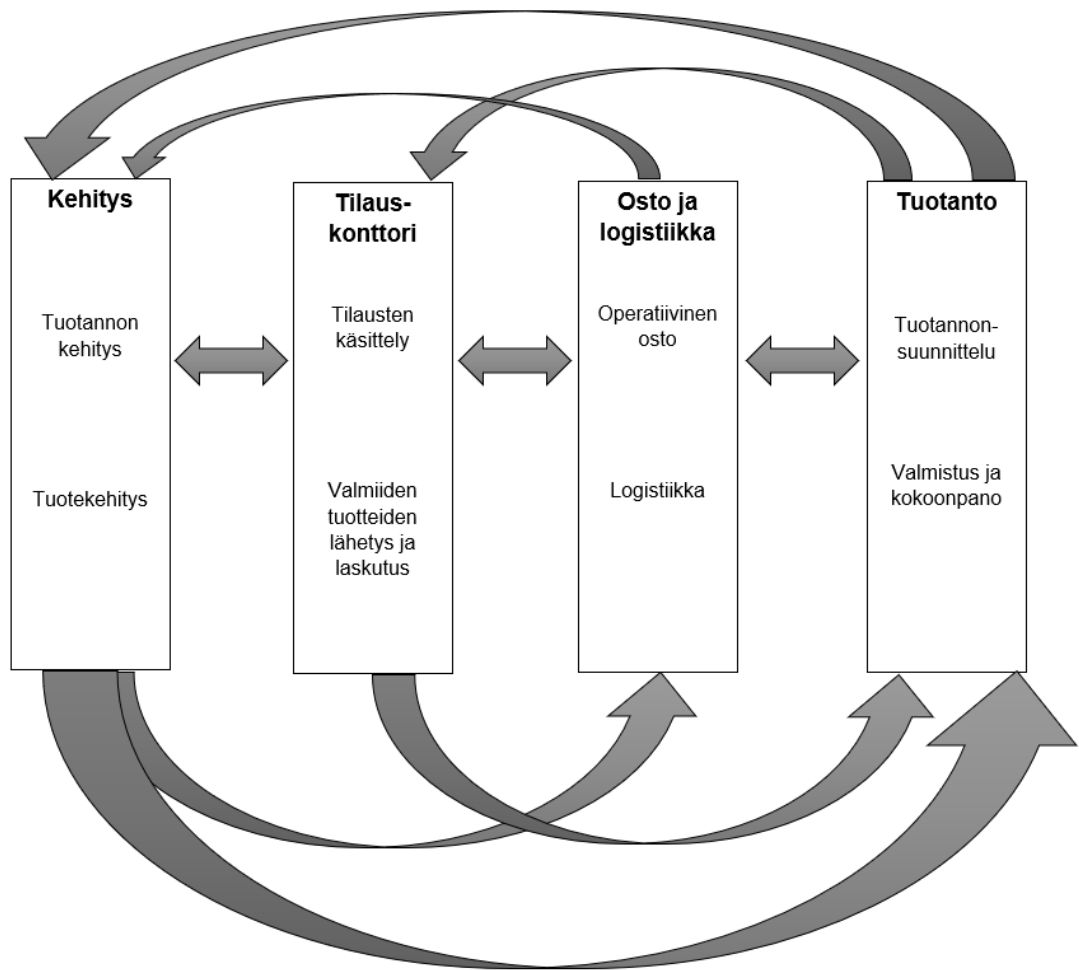 Kehitys
Tuotannon
kehitys
Tuotekehitys
Tilaus-
konttori
Tilausten
käsittely
Valmiiden
tuotteiden
lähetys ja
laskutus
Osto ja
logistiikka
Operatiivinen
osto
Logistiikka
Tuotanto
Tuotannon-
suunnittelu
Valmistus ja
kokoonpano